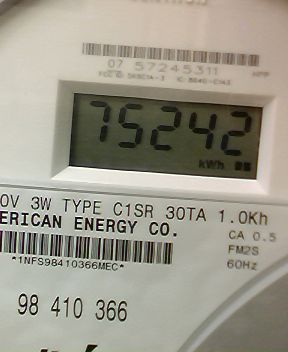 07 57245311
75242
kWh
0V 3W TYPE C1SR 30TA 1.0Kh
ERICAN ENERGY CO.
CA 0.5
FM2S
*1NFS98410366MEC*
60Hz
98 410 366